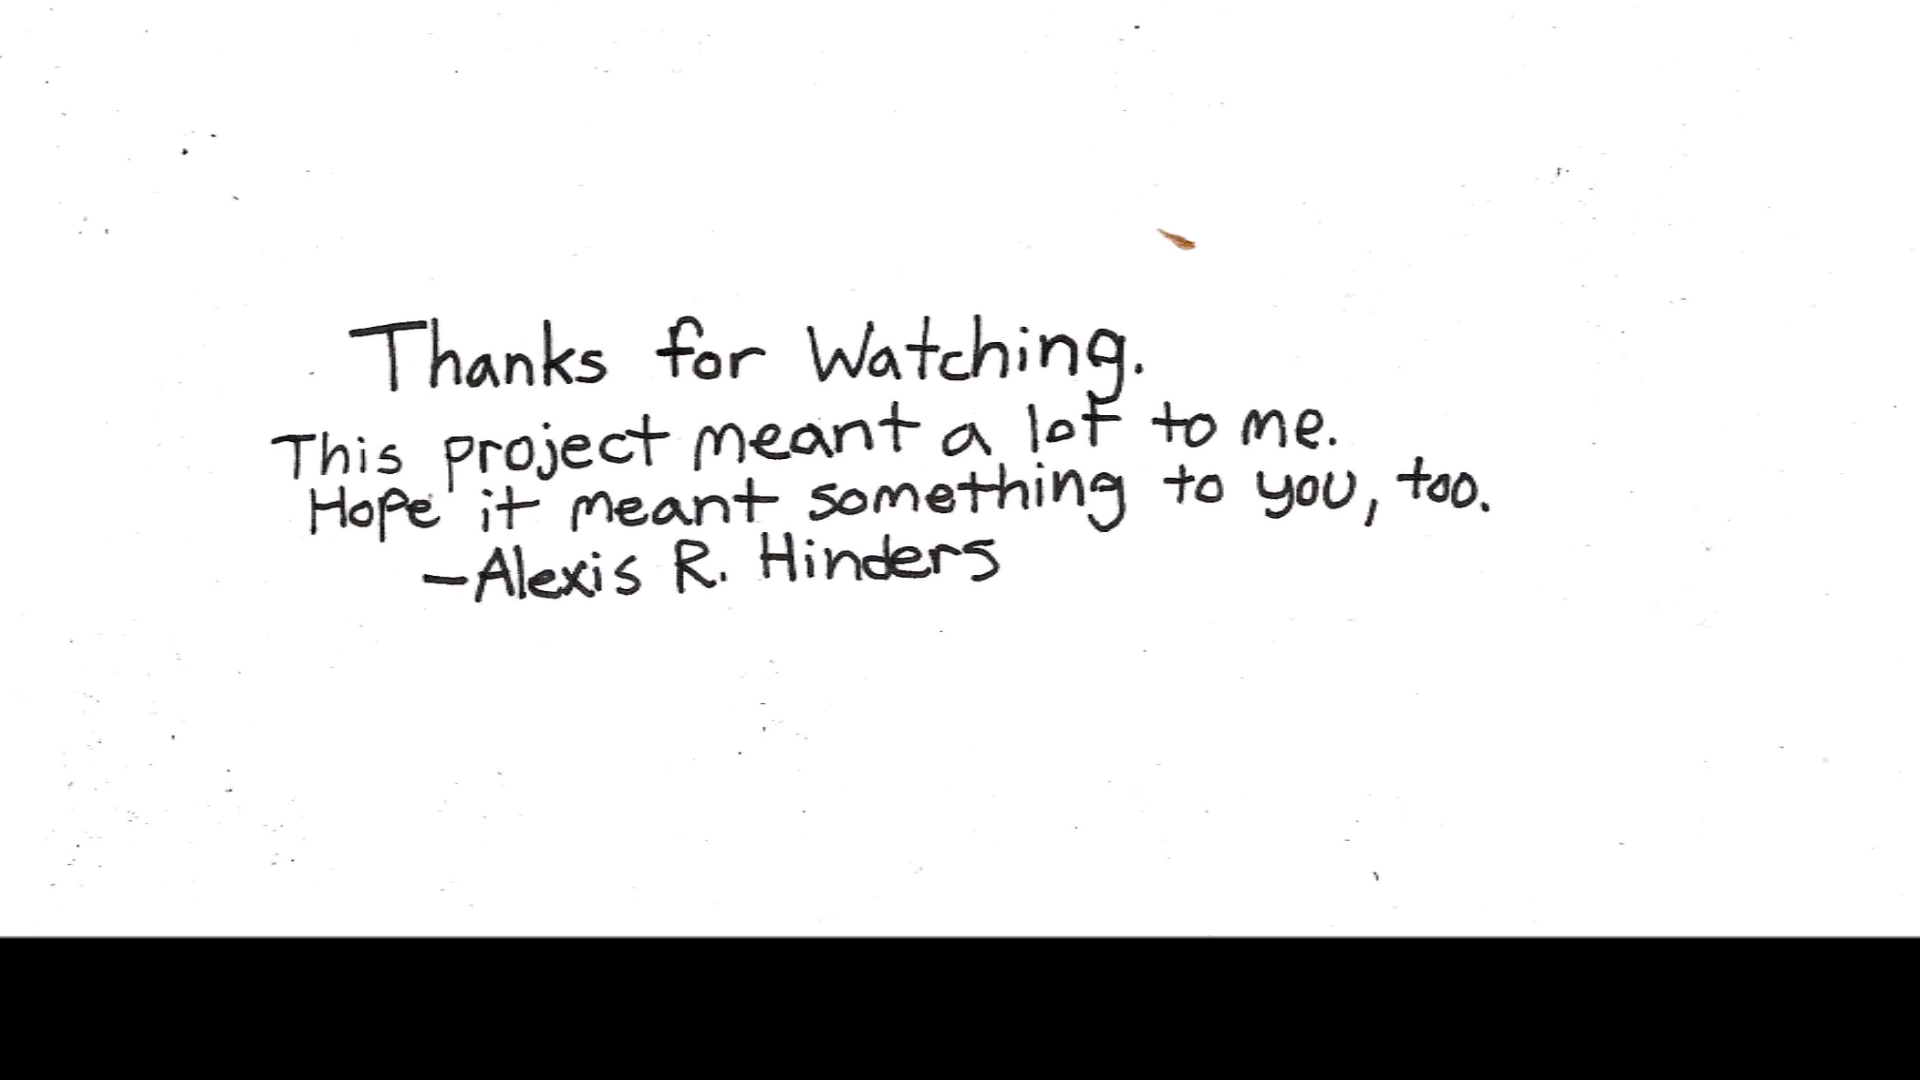 Thanks for Watching.
This project meant a lot to me.
Hope it meant something to you, too.
-Alexis R. Hinders